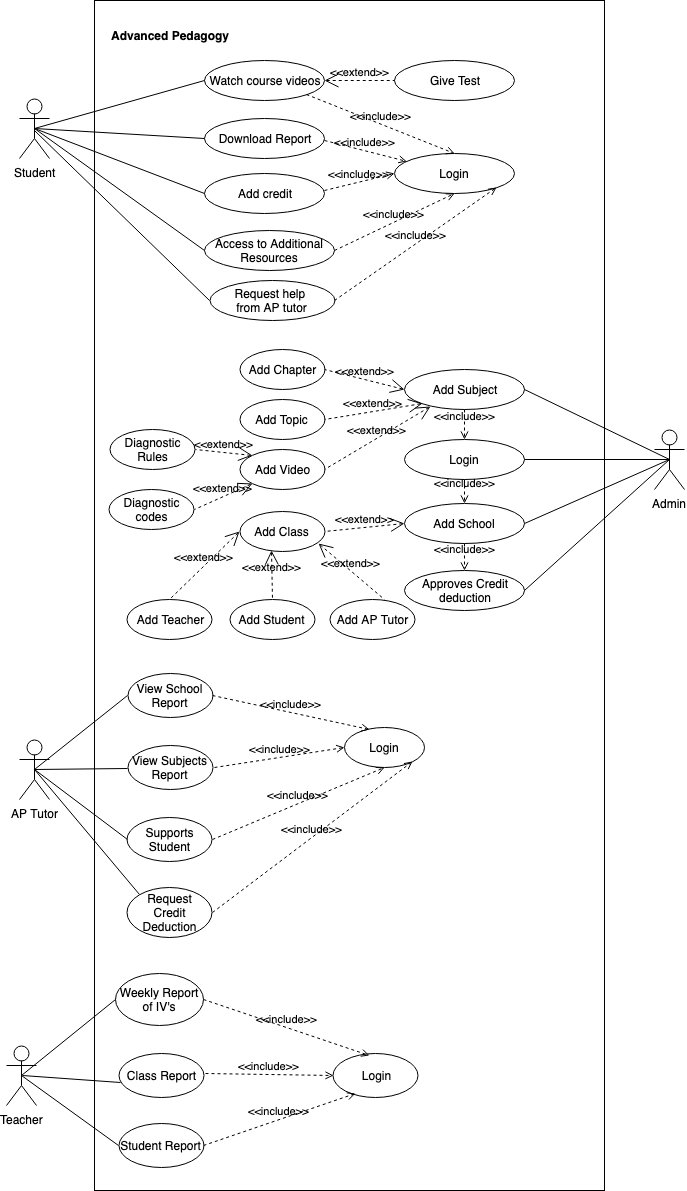 Advanced Pedagogy
Watch course videos
<<extend>>
Give Test
<<include>>
Download Report
<<include>>
Login
Student
<<include>>
Add credit
<<include>>
Access to Additional
Resources
<<include>>
Request help
from AP tutor
Add Chapter
<<extend>>
Add Subject
<<extend>>
Add Topic
<<include>>
<<extend>>
Diagnostic
Rules
<<extend>>
Add Video
Login
<<extend>>
<<include>>
Diagnostic
codes
Admin
Add Class
<<extend>>
Add School
<<extend>>
<<extend>>
<<extend>>
<<include>>
Approves Credit
deduction
Add Teacher
Add Student
Add AP Tutor
View School
Report
<<include>>
Login
<<include>>
View Subjects
Report
<<include>>
AP Tutor
<<include>>
Supports
Student
Request
Credit
Deduction
Weekly Report
of IV's
<<include>>
<<include>>
Class Report
Login
<<include>>
Teacher
Student Report